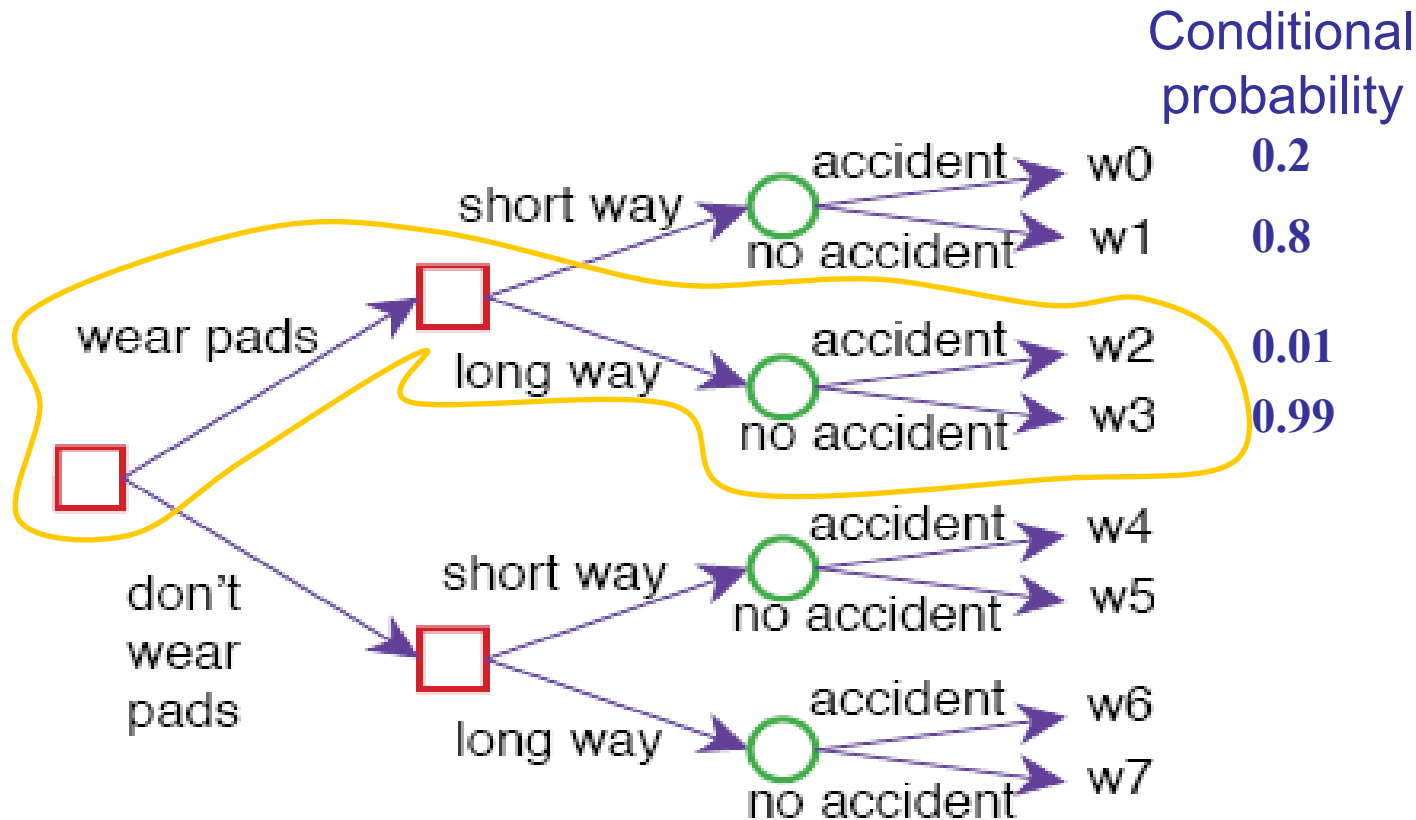 Conditional
probability
accident
w0
0.2
short way
w1
0.8
no accident
wear pads
accident
w2
0.01
long way
w3
0.99
no accident
accident
w4
short way
don't
w5
no accident
wear
pads
accident
w6
long way
w7
no accident